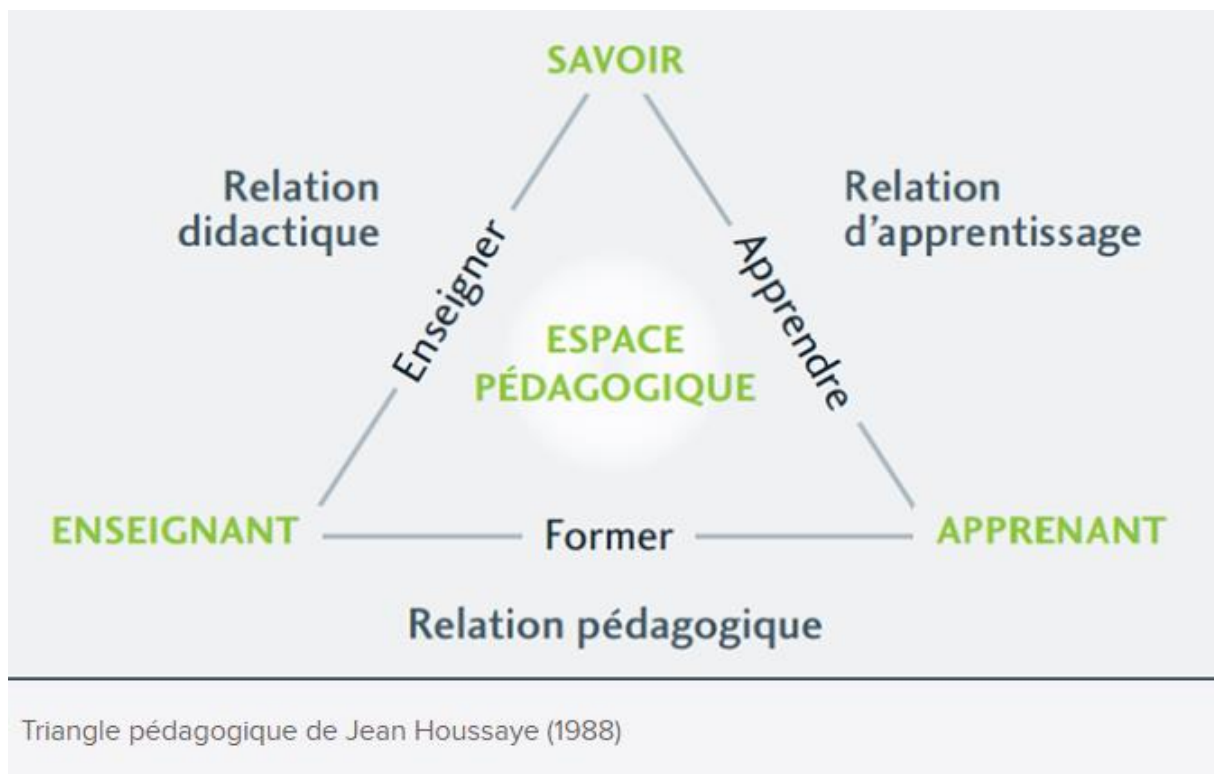 SAVOIR
Relation
didactique
Relation
d'apprentissage
Enseigner
Apprendre
ESPACE
PÉDAGOGIQUE
ENSEIGNANT
Former
APPRENANT
Relation pédagogique
Triangle pédagogique de Jean Houssaye (1988)